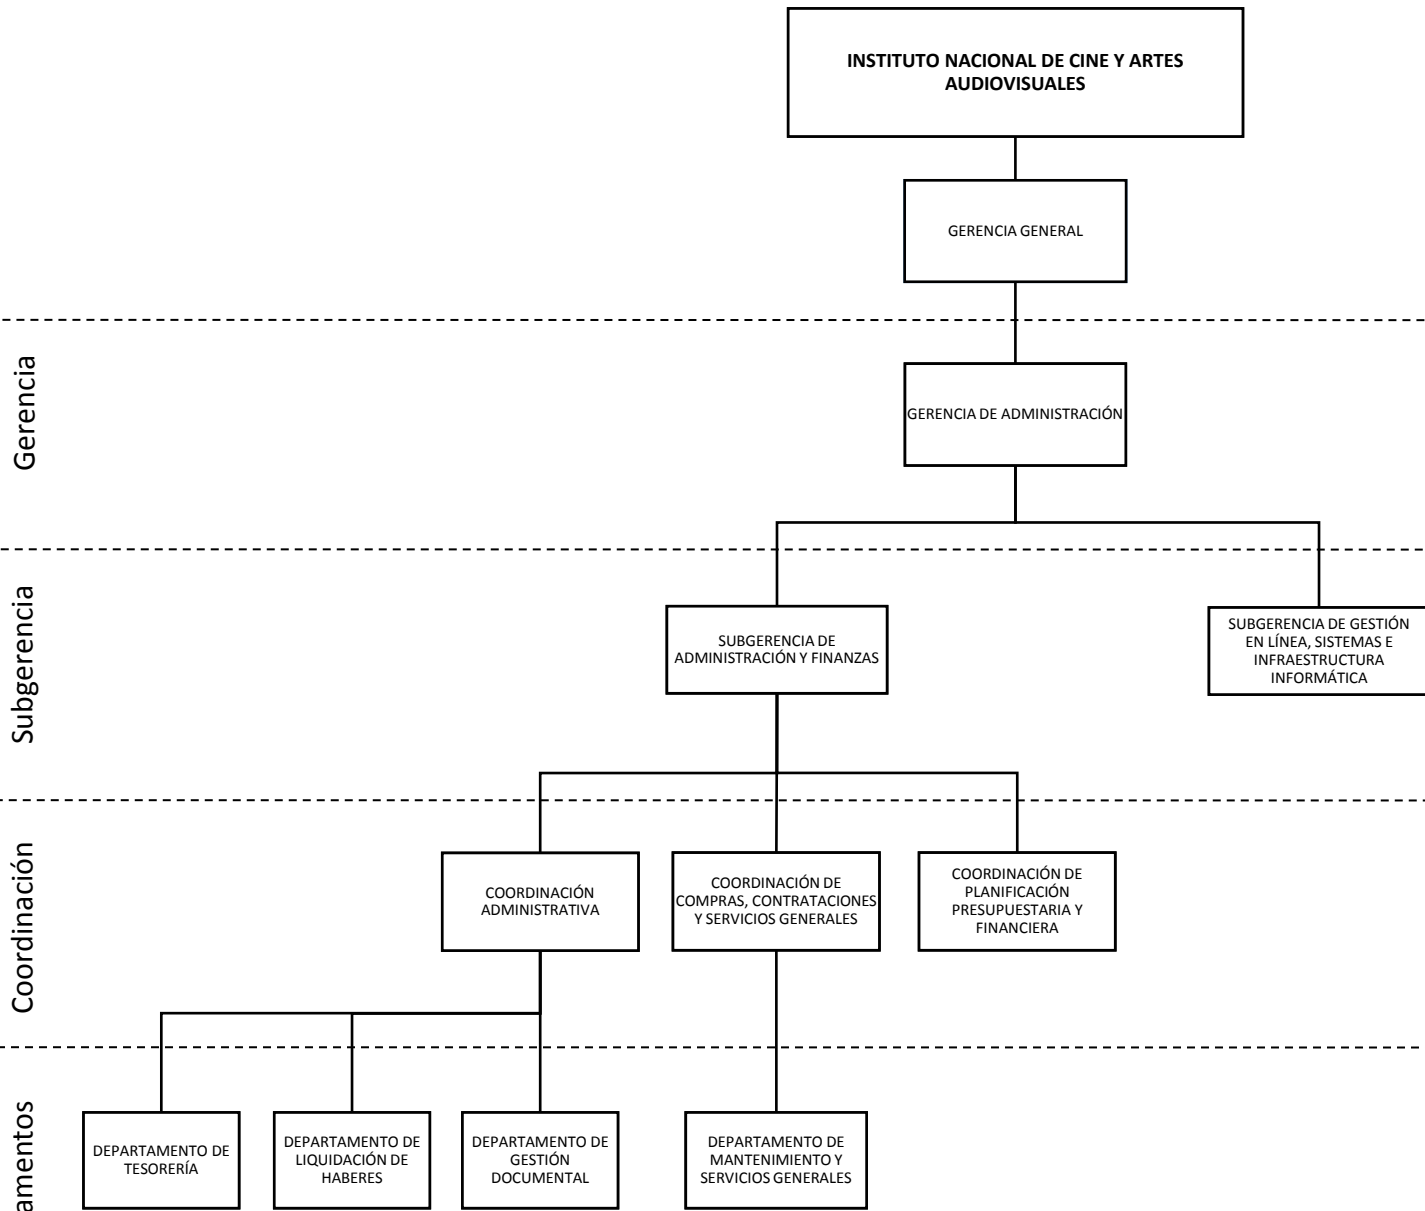 INSTITUTO NACIONAL DE CINE Y ARTES
AUDIOVISUALES
GERENCIA GENERAL
Gerencia
GERENCIA DE ADMINISTRACIÓN
Subgerencia
SUBGERENCIA DE
ADMINISTRACIÓN Y FINANZAS
SUBGERENCIA DE GESTIÓN
EN LÍNEA, SISTEMAS E
INFRAESTRUCTURA
INFORMÁTICA
Coordinación
COORDINACIÓN
ADMINISTRATIVA
COORDINACIÓN DE
COMPRAS, CONTRATACIONES
Y SERVICIOS GENERALES
COORDINACIÓN DE
PLANIFICACIÓN
PRESUPUESTARIA Y
FINANCIERA
amentos
DEPARTAMENTO DE
TESORERÍA
DEPARTAMENTO DE
LIQUIDACIÓN DE
HABERES
DEPARTAMENTO DE
GESTIÓN
DOCUMENTAL
DEPARTAMENTO DE
MANTENIMIENTO Y
SERVICIOS GENERALES